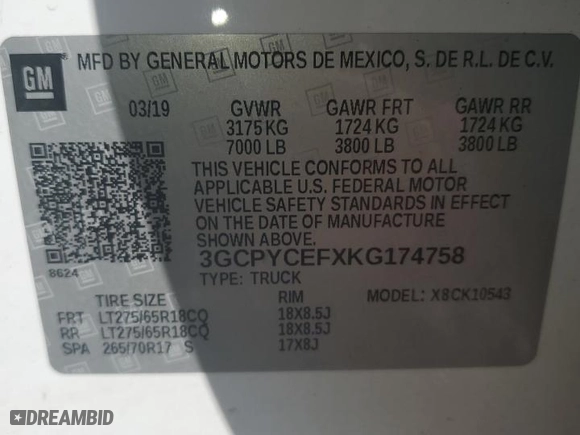 GM
MFD BY GENERAL MOTORS DE MEXICO, S. DE R.L. DE C.V.
03/19 GVWR GAWR FRT GAWR RR
3175 KG 1724 KG 1724 KG
7000 LB 3800 LB 3800 LB
THIS VEHICLE CONFORMS TO ALL
APPLICABLE U.S. FEDERAL MOTOR
VEHICLE SAFETY STANDARDS IN EFFECT
ON THE DATE OF MANUFACTURE
SHOWN ABOVE.
8624
3GCPYCEFXKG174758
TYPE: TRUCK MODEL: X8CK10543
TIRE SIZE RIM
FRT LT275/65R18CQ 18X8.5J
RR LT275/65R18CQ 18X8.5J
SPA 265/70R17 S 17X8J
DREAMBID